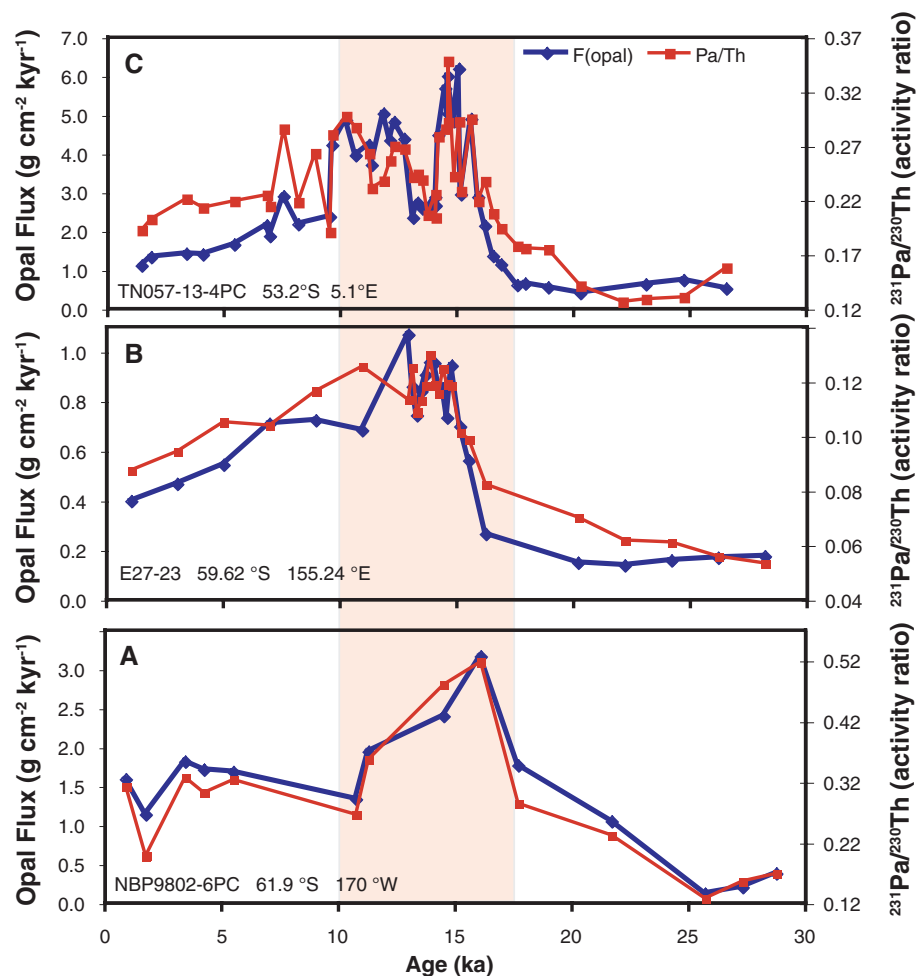 C
F(opal)
Pa/Th
Opal Flux (g cm⁻² kyr⁻¹)
7.0
6.0
5.0
4.0
3.0
2.0
1.0
0.0
0.37
0.32
0.27
0.22
0.17
0.12
²³¹Pa/²³⁰Th (activity ratio)
TN057-13-4PC 53.2°S 5.1°E
B
Opal Flux (g cm⁻² kyr⁻¹)
1.0
0.8
0.6
0.4
0.2
0.0
0.12
0.10
0.08
0.06
0.04
²³¹Pa/²³⁰Th (activity ratio)
E27-23 59.62 °S 155.24 °E
A
Opal Flux (g cm⁻² kyr⁻¹)
3.0
2.5
2.0
1.5
1.0
0.5
0.0
0.52
0.42
0.32
0.22
0.12
²³¹Pa/²³⁰Th (activity ratio)
NBP9802-6PC 61.9 °S 170 °W
0 5 10 15 20 25 30
Age (ka)